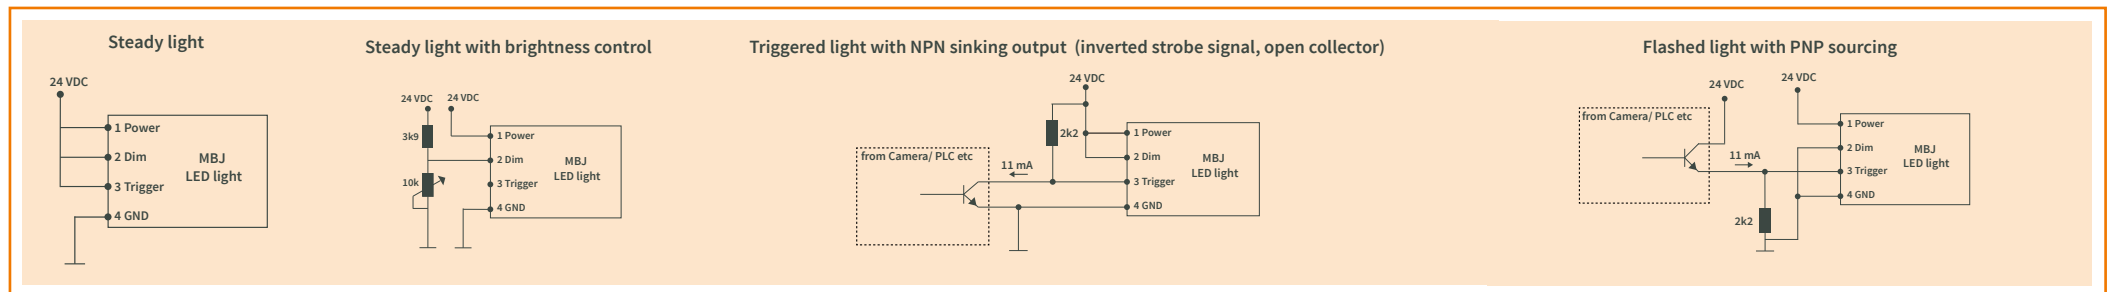 Steady light
24 VDC
1 Power
2 Dim
3 Trigger
4 GND
MBJ
LED light
Steady light with brightness control
24 VDC
24 VDC
3k9
10k
1 Power
2 Dim
3 Trigger
4 GND
MBJ
LED light
Triggered light with NPN sinking output (inverted strobe signal, open collector)
24 VDC
2k2
from Camera/ PLC etc
11 mA
1 Power
2 Dim
3 Trigger
4 GND
MBJ
LED light
Flashed light with PNP sourcing
24 VDC
24 VDC
from Camera/ PLC etc
11 mA
2k2
1 Power
2 Dim
3 Trigger
4 GND
MBJ
LED light